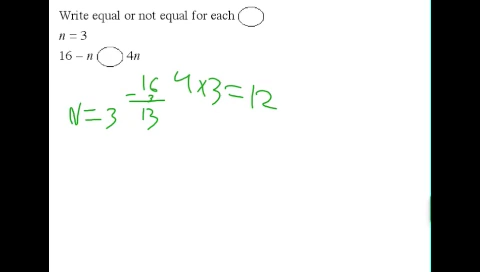 Write equal or not equal for each
n = 3
16 – n 4n
N=3
16
- 3
13
4x3=12